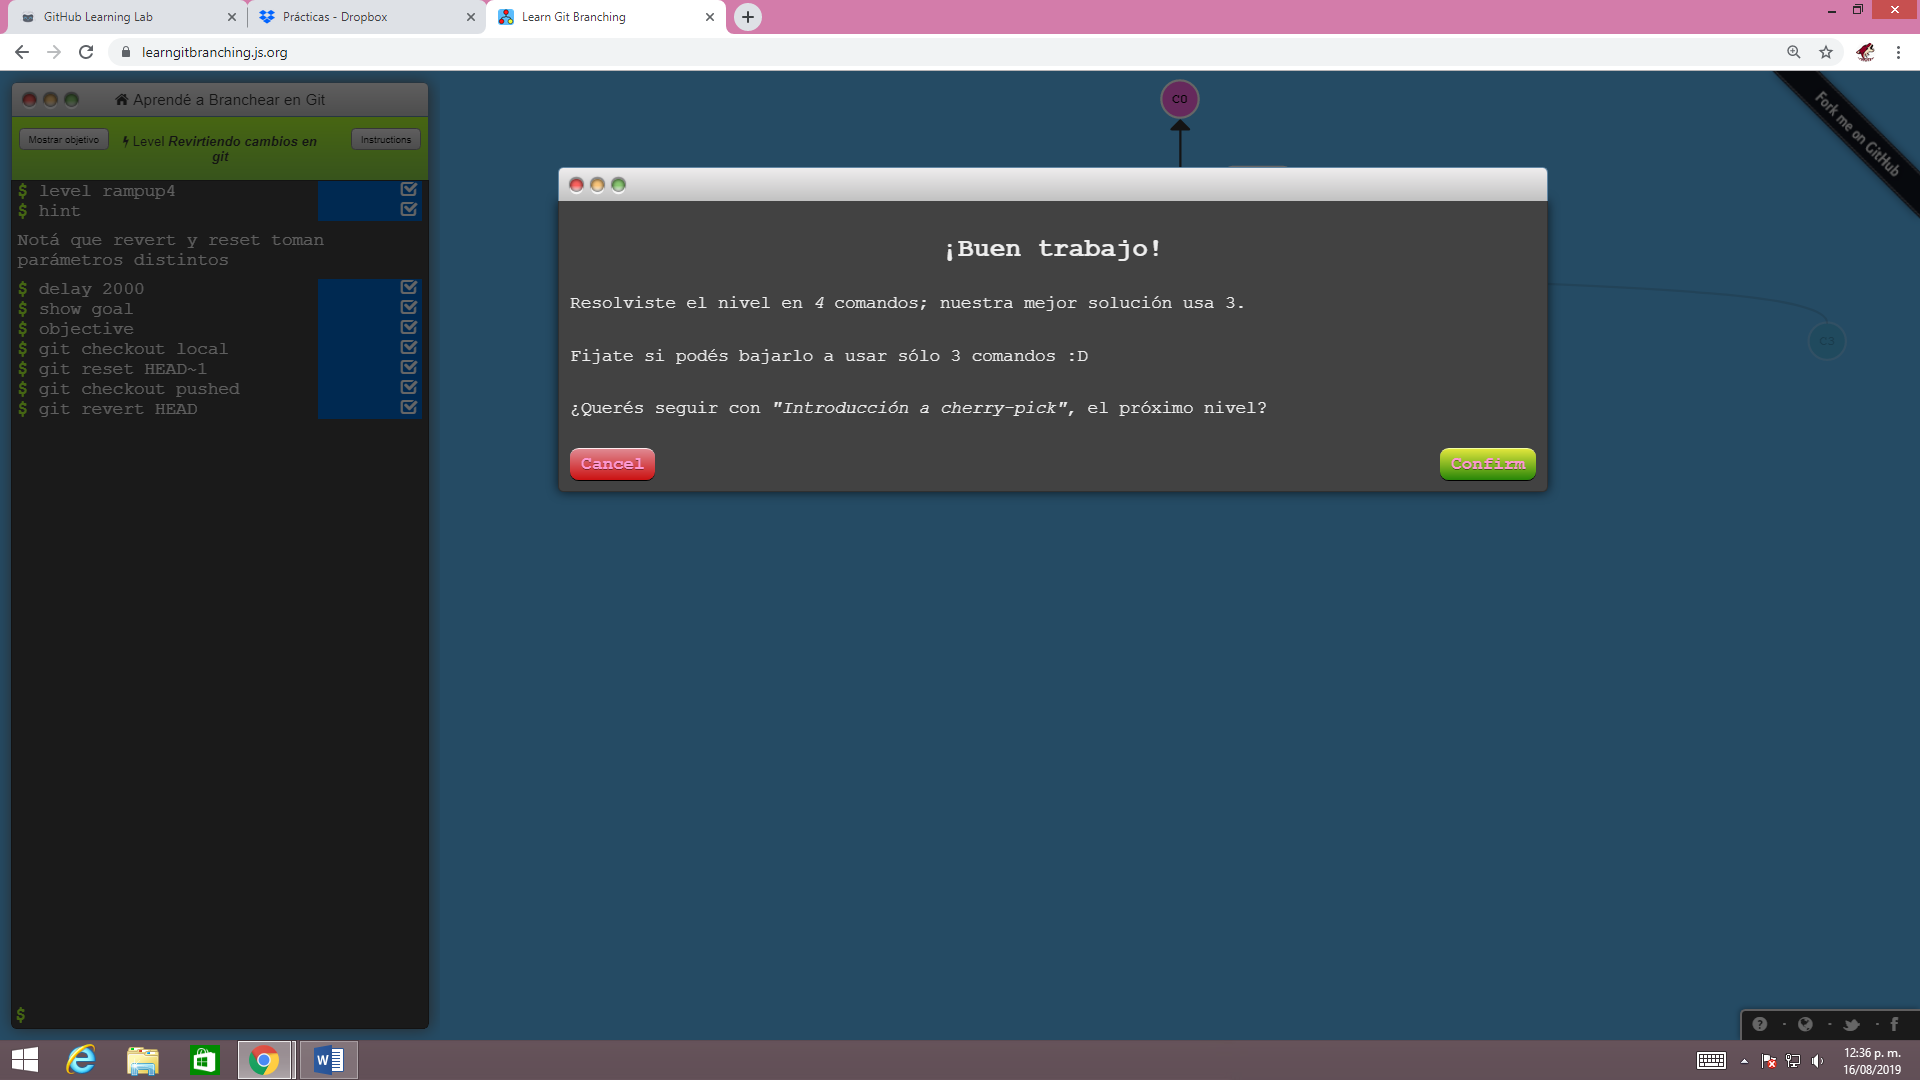 GitHub Learning Lab
Prácticas - Dropbox
Learn Git Branching
learngitbranching.js.org
Aprendé a Branchear en Git
Mostrar objetivo
Level Revirtiendo cambios en
git
Instructions
$ level rampup4
$ hint
Notá que revert y reset toman
parámetros distintos
$ delay 2000
$ show goal
$ objective
$ git checkout local
$ git reset HEAD~1
$ git checkout pushed
$ git revert HEAD
$
C0
Fork me on GitHub
¡Buen trabajo!
Resolviste el nivel en 4 comandos; nuestra mejor solución usa 3.
Fijate si podés bajarlo a usar sólo 3 comandos :D
¿Querés seguir con "Introducción a cherry-pick", el próximo nivel?
Cancel
Confirm
12:36 p. m.
16/08/2019